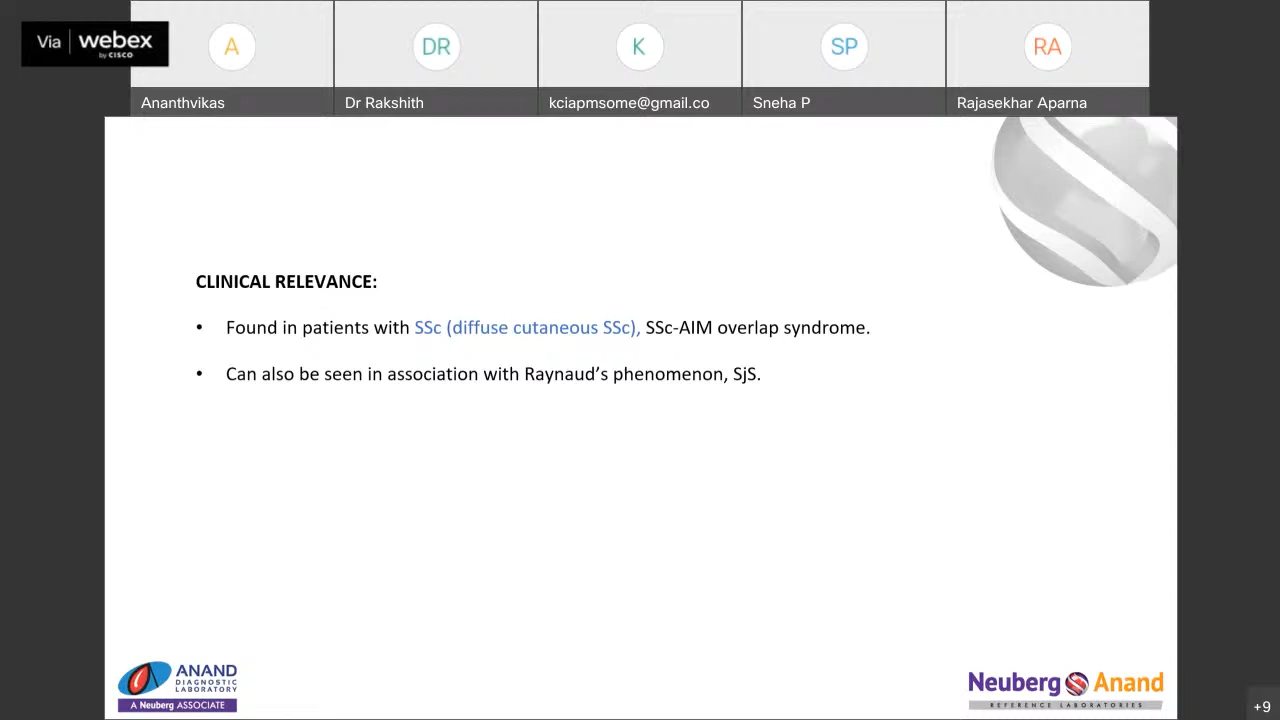 Via webex
by CISCO
A
DR
K
SP
RA
Ananthvikas
Dr Rakshith
kciapmsome@gmail.co
Sneha P
Rajasekhar Aparna
CLINICAL RELEVANCE:
• Found in patients with SSc (diffuse cutaneous SSc), SSc-AIM overlap syndrome.
• Can also be seen in association with Raynaud’s phenomenon, SjS.
ANAND
DIAGNOSTIC
LABORATORY
A Neuberg ASSOCIATE
Neuberg Anand
REFERENCE LABORATORIES
+9